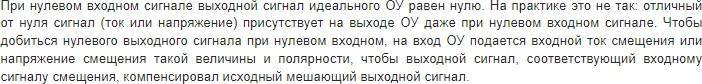 При нулевом входном сигнале выходной сигнал идеального ОУ равен нулю. На практике это не так: отличный
от нуля сигнал (ток или напряжение) присутствует на выходе ОУ даже при нулевом входном сигнале. Чтобы
добиться нулевого выходного сигнала при нулевом входном, на вход ОУ подается входной ток смещения или
напряжение смещения такой величины и полярности, чтобы выходной сигнал, соответствующий входному
сигналу смещения, компенсировал исходный мешающий выходной сигнал.